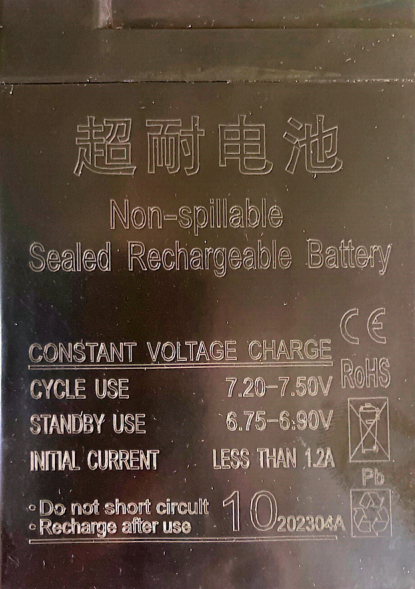 超耐电池
Non-spillable
Sealed Rechargeable Battery
CE
CONSTANT VOLTAGE CHARGE
RoHS
CYCLE USE 7.20-7.50V
STANDBY USE 6.75-6.90V
INITIAL CURRENT LESS THAN 1.2A
Pb
◦Do not short circuit
◦Recharge after use
10 202304A